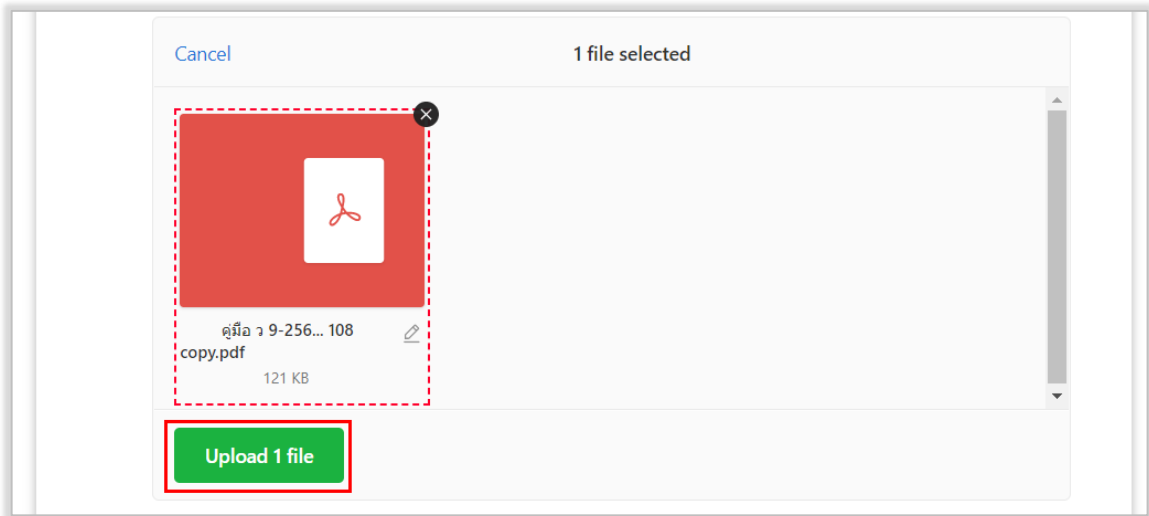 Cancel
1 file selected
คู่มือ ว 9-256... 108
copy.pdf
121 KB
Upload 1 file